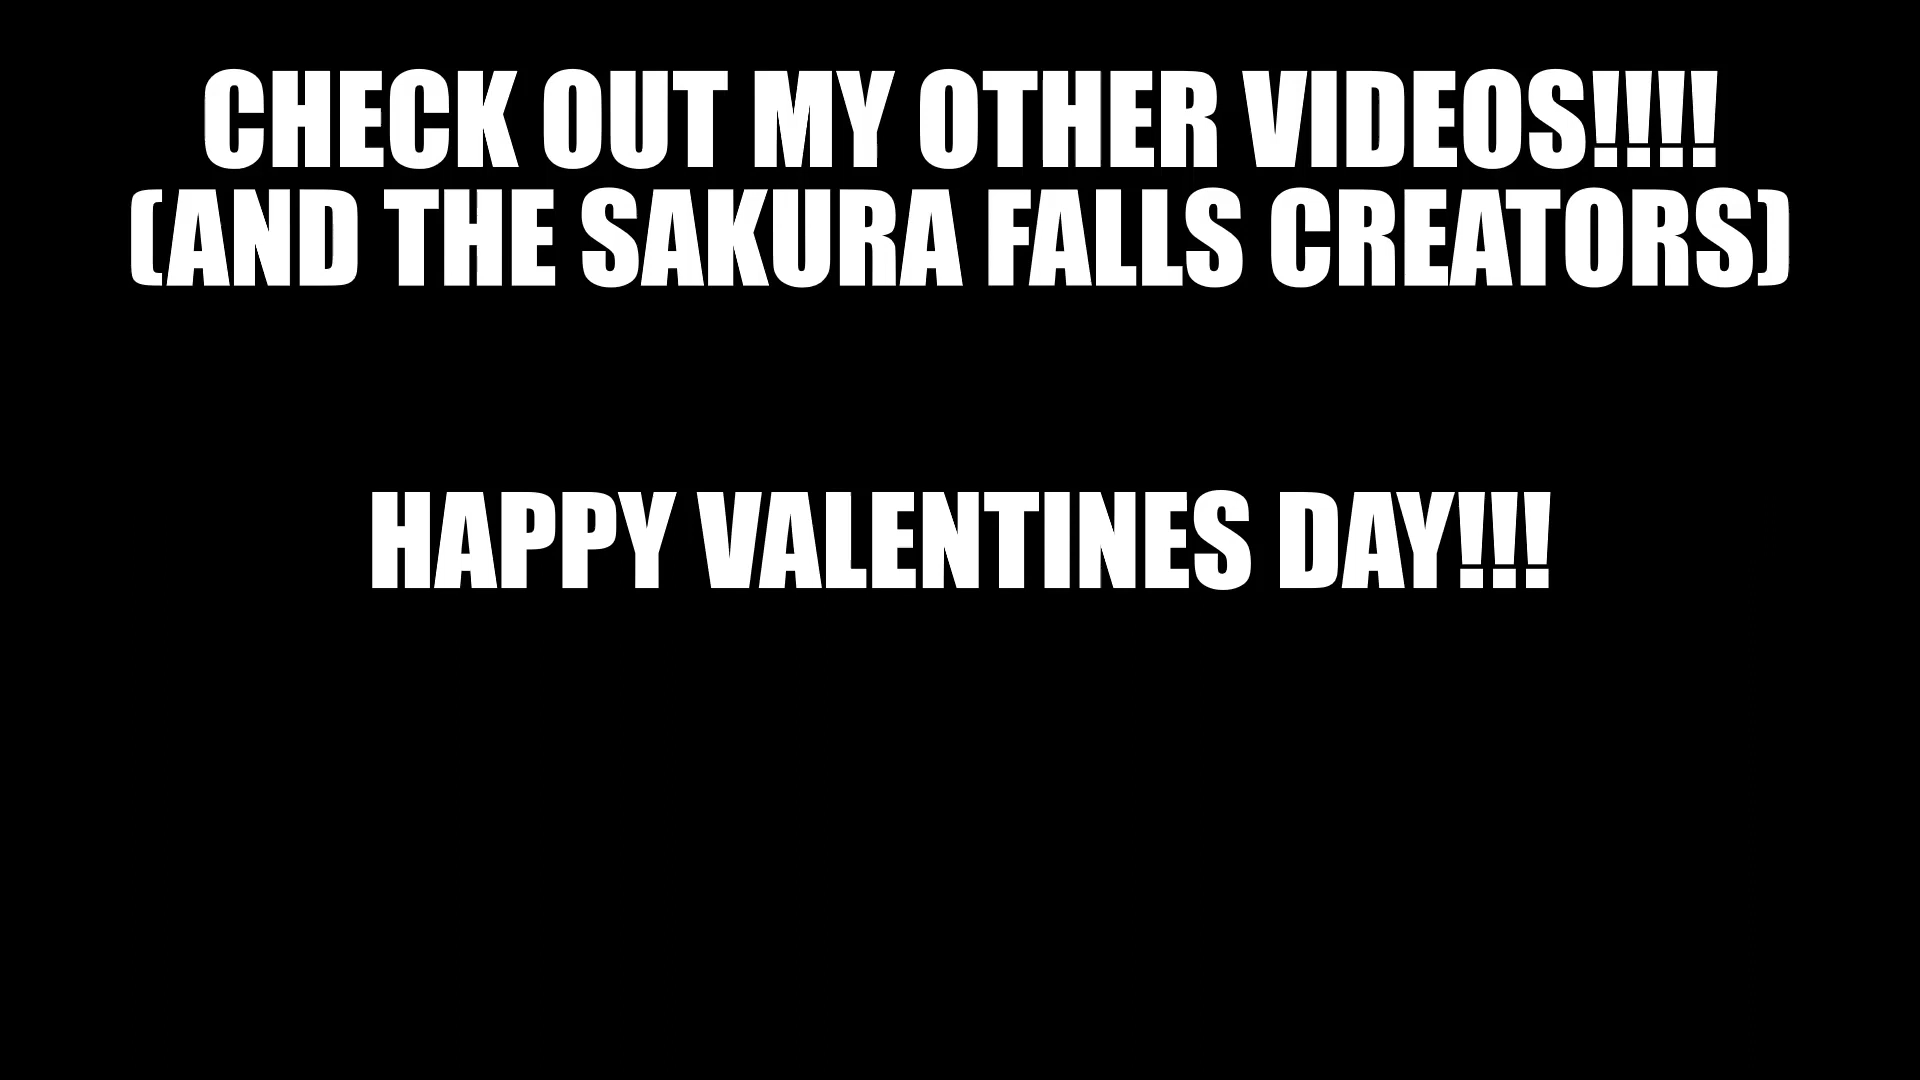 CHECK OUT MY OTHER VIDEOS!!!!
(AND THE SAKURA FALLS CREATORS)
HAPPY VALENTINES DAY!!!